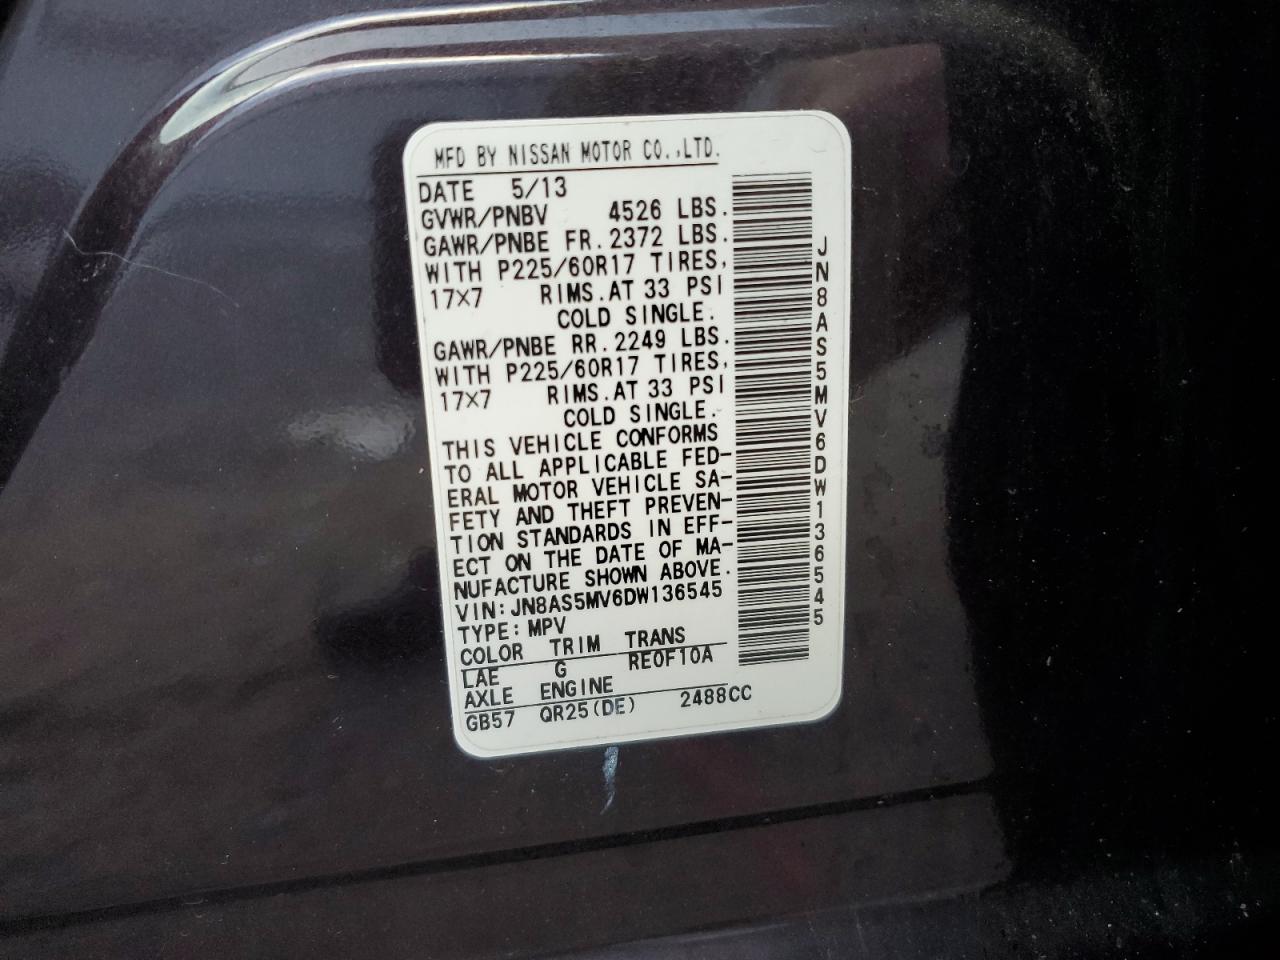 MFD BY NISSAN MOTOR CO.,LTD.
DATE 5/13
GVWR/PNBV 4526 LBS.
GAWR/PNBE FR. 2372 LBS.
WITH P225/60R17 TIRES,
17×7 RIMS.AT 33 PSI
COLD SINGLE.
GAWR/PNBE RR. 2249 LBS.
WITH P225/60R17 TIRES,
17×7 RIMS.AT 33 PSI
COLD SINGLE.
THIS VEHICLE CONFORMS
TO ALL APPLICABLE FED-
ERAL MOTOR VEHICLE SA-
FETY AND THEFT PREVEN-
TION STANDARDS IN EFF-
ECT ON THE DATE OF MA-
NUFACTURE SHOWN ABOVE.
VIN:JN8AS5MV6DW136545
TYPE:MPV
COLOR TRIM TRANS
LAE G RE0F10A
AXLE ENGINE
GB57 QR25(DE) 2488CC
JN8AS5MV6DW136545